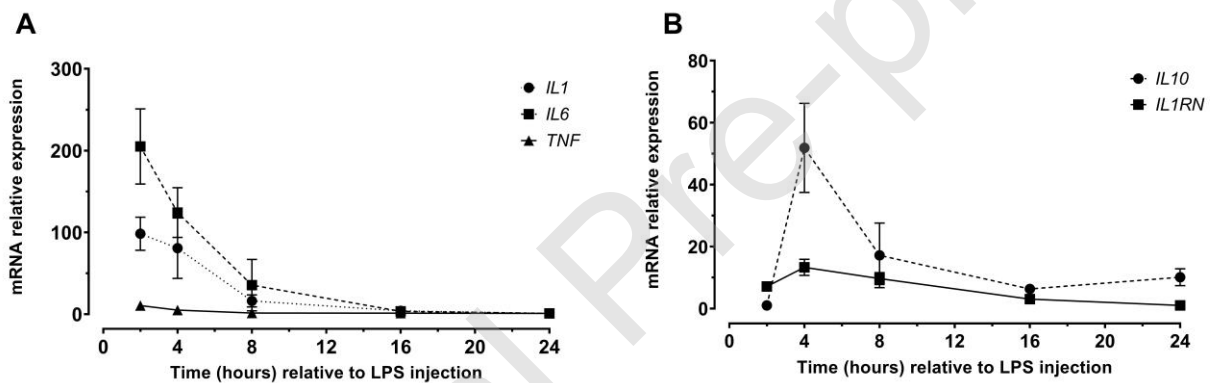 A
B
mRNA relative expression
300
200
100
0
0 4 8 12 16 20 24
Time (hours) relative to LPS injection
IL1
IL6
TNF
mRNA relative expression
80
60
40
20
0
0 4 8 12 16 20 24
Time (hours) relative to LPS injection
IL10
IL1RN
Pre-p